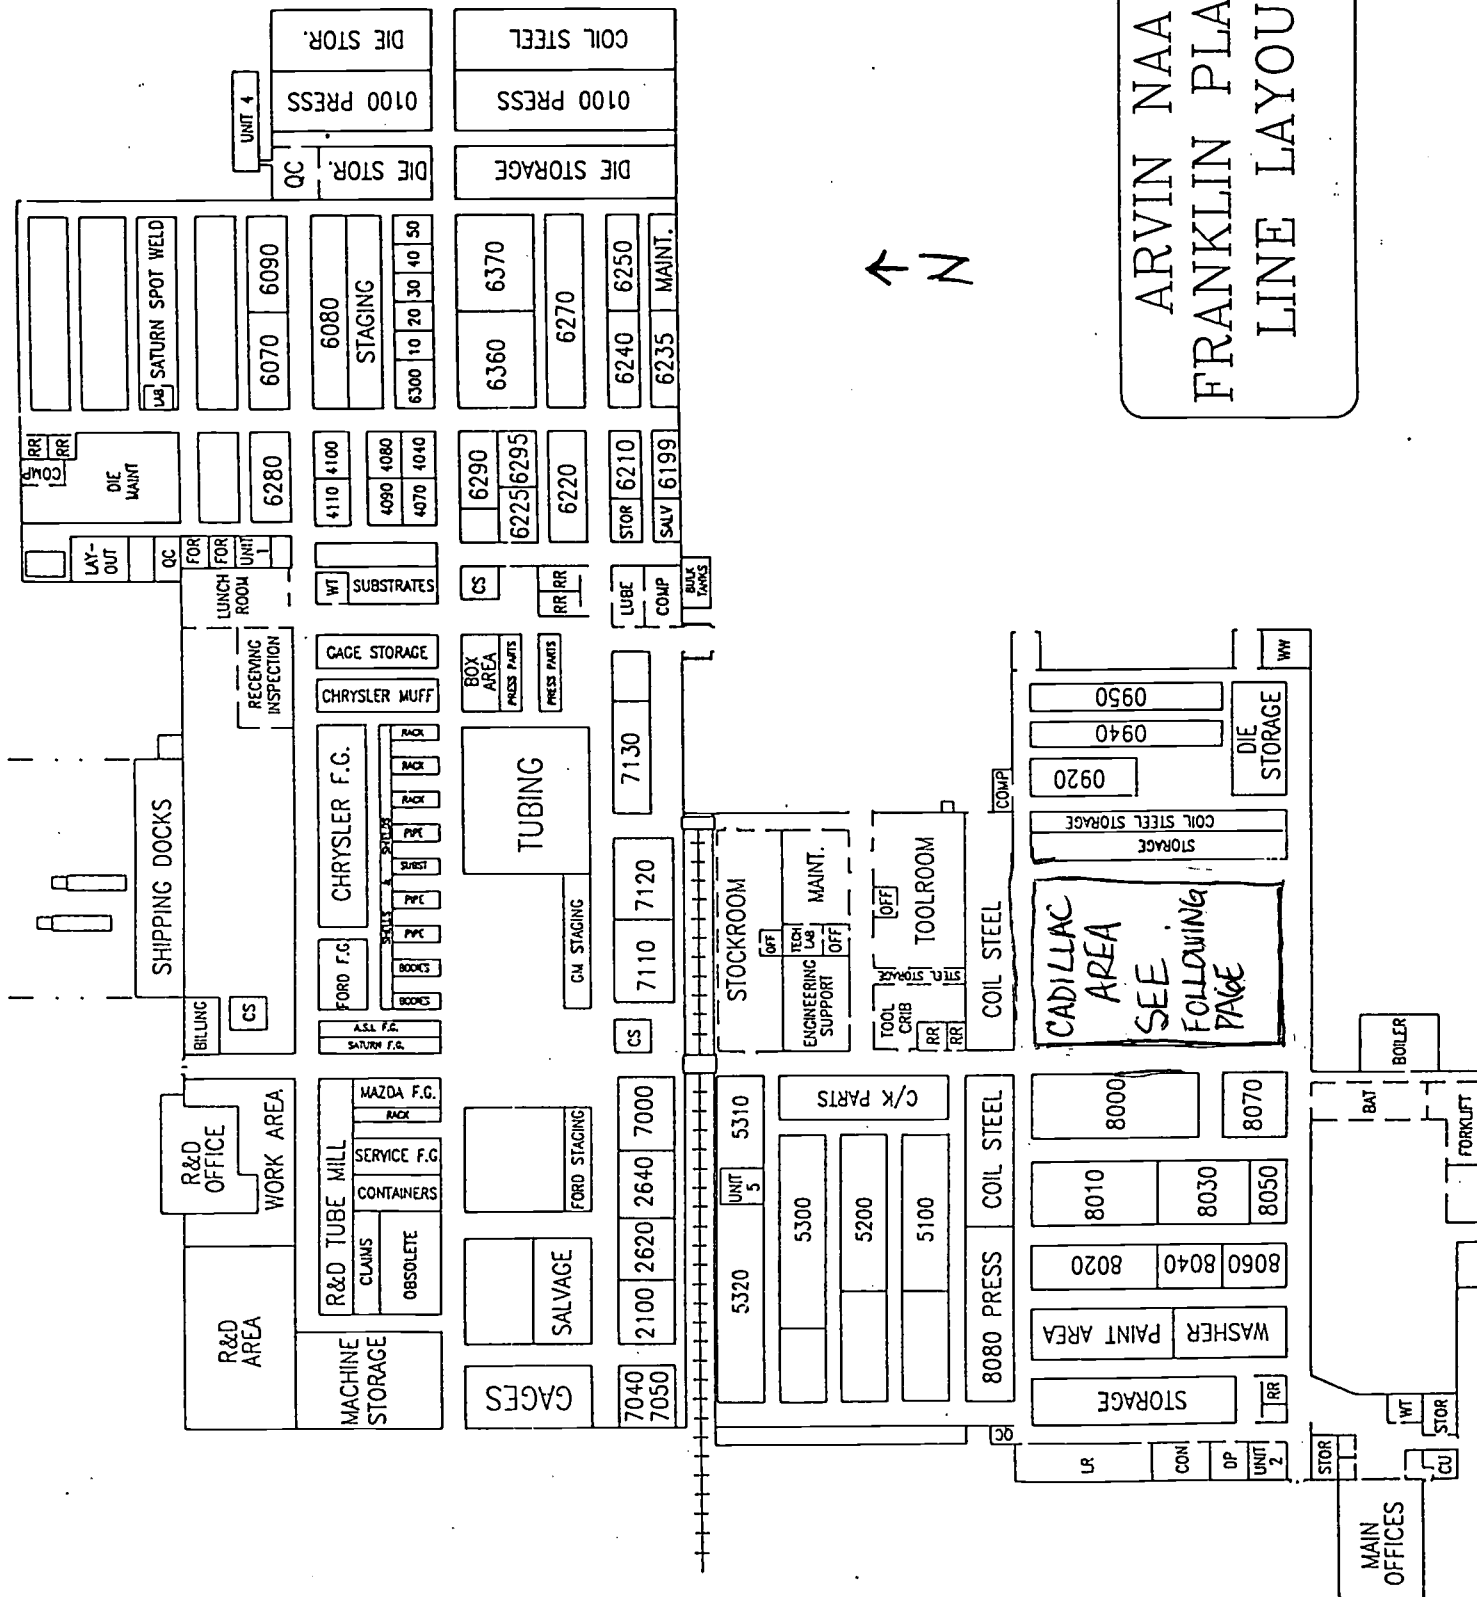 ARVIN NAA
FRANKLIN PLA
LINE LAYOU
N
UNIT 4
DIE STOR.
0100 PRESS
COIL STEEL
0100 PRESS
QC
DIE STOR.
DIE STORAGE
LAB
SATURN SPOT WELD
6070
6090
6080
STAGING
6300
10
20
30
40
50
6360
6370
6270
6240
6250
6235
MAINT.
COMP
RR
RR
DIE
MAINT
6280
4110
4100
4090
4080
4070
4040
6290
6225
6295
6220
STOR
6210
SALV
6199
LAY-
OUT
QC
FOR
FOR
UNIT
1
LUNCH
ROOM
WT
SUBSTRATES
CS
RR
RR
LUBE
COMP
BULK
TANKS
RECEIVING
INSPECTION
GAGE STORAGE
CHRYSLER MUFF
BOX
AREA
PRESS PARTS
PRESS PARTS
SHIPPING DOCKS
CHRYSLER F.G.
FORD F.G.
SHELLS & SHIELDS
RACK
RACK
RACK
PIPE
SUBST
PIPE
PIPE
BODIES
BODIES
TUBING
GM STAGING
7130
7120
7110
CS
BILLING
CS
A.S.I. F.G.
SATURN F.G.
R&D
OFFICE
WORK AREA
R&D
AREA
R&D TUBE MILL
MAZDA F.G.
RACK
SERVICE F.G.
CONTAINERS
CLAIMS
OBSOLETE
MACHINE
STORAGE
FORD STAGING
SALVAGE
GAGES
7000
2640
2620
2100
7040
7050
STOCKROOM
OFF
TECH
LAB
MAINT.
OFF
ENGINEERING
SUPPORT
OFF
TOOLROOM
STEEL STORAGE
TOOL
CRIB
RR
RR
COMP
COIL STEEL
5310
UNIT
5
5320
C/K PARTS
5300
5200
5100
COIL STEEL
8080 PRESS
QC
WW
0950
0940
0920
DIE
STORAGE
COIL STEEL STORAGE
STORAGE
CADILLAC
AREA
SEE
FOLLOWING
PAGE
8000
8070
8010
8030
8050
8020
8040
8060
PAINT AREA
WASHER
STORAGE
RR
LR
CON
DP
UNIT
2
BOILER
BAT
FORKLIFT
WT
STOR
STOR
CU
MAIN
OFFICES